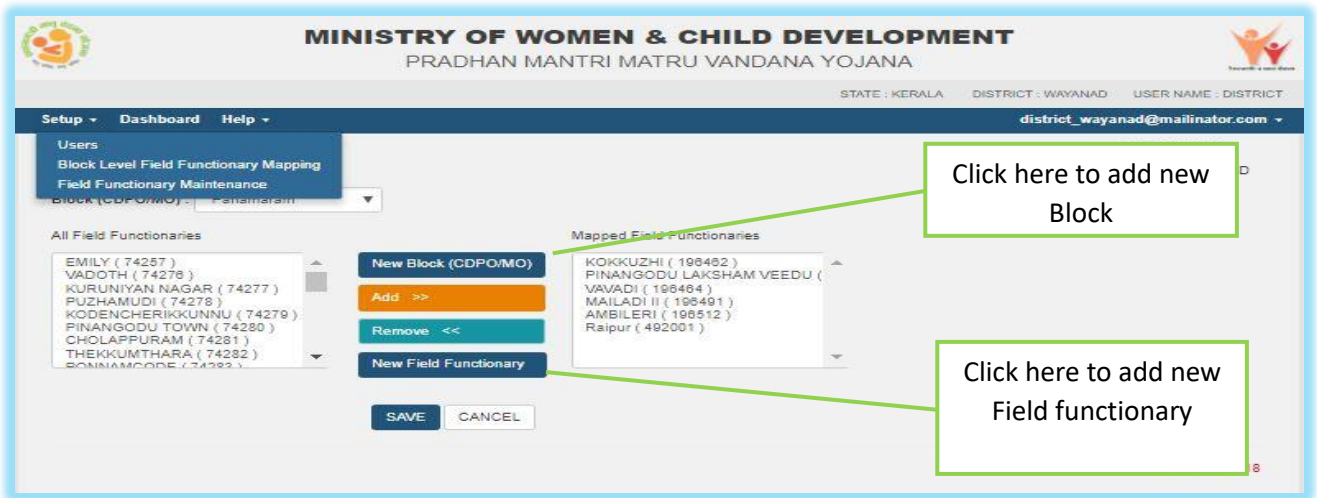 MINISTRY OF WOMEN & CHILD DEVELOPMENT
PRADHAN MANTRI MATRU VANDANA YOJANA
STATE : KERALA DISTRICT : WAYANAD USER NAME : DISTRICT
Setup Dashboard Help district_wayanad@mailinator.com
Users
Block Level Field Functionary Mapping
Field Functionary Maintenance
Click here to add new
Block
D
Block (CDPO/MO) :
All Field Functionaries
EMILY ( 74257 )
VADOTH ( 74276 )
KURUNIYAN NAGAR ( 74277 )
PUZHAMUDI ( 74278 )
KODENCHERIKKUNNU ( 74279 )
PINANGODU TOWN ( 74280 )
CHOLAPPURAM ( 74281 )
THEKKUMTHARA ( 74282 )
New Block (CDPO/MO)
Add >>
Remove <<
New Field Functionary
Mapped Field Functionaries
KOKKUZHI ( 196462 )
PINANGODU LAKSHAM VEEDU (
VAVADI ( 196464 )
MAILADI II ( 196491 )
AMBILERI ( 196512 )
Raipur ( 492001 )
Click here to add new
Field functionary
SAVE CANCEL
8